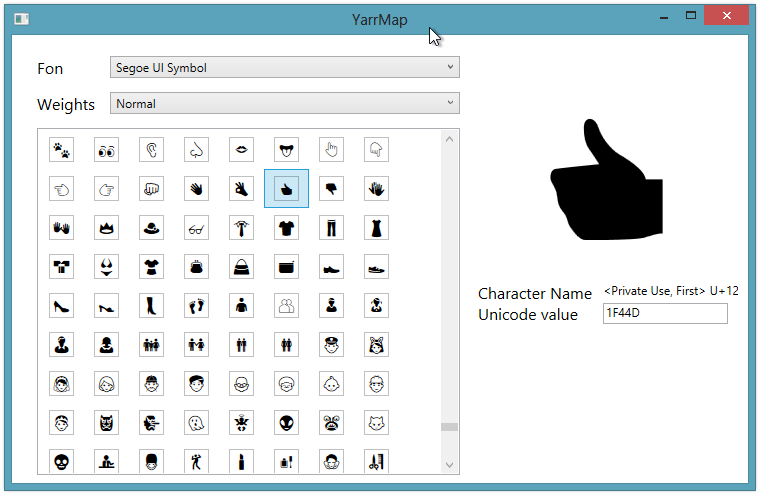 YarrMap
Fon
Segoe UI Symbol
Weights
Normal
Character Name
<Private Use, First> U+12
Unicode value
1F44D